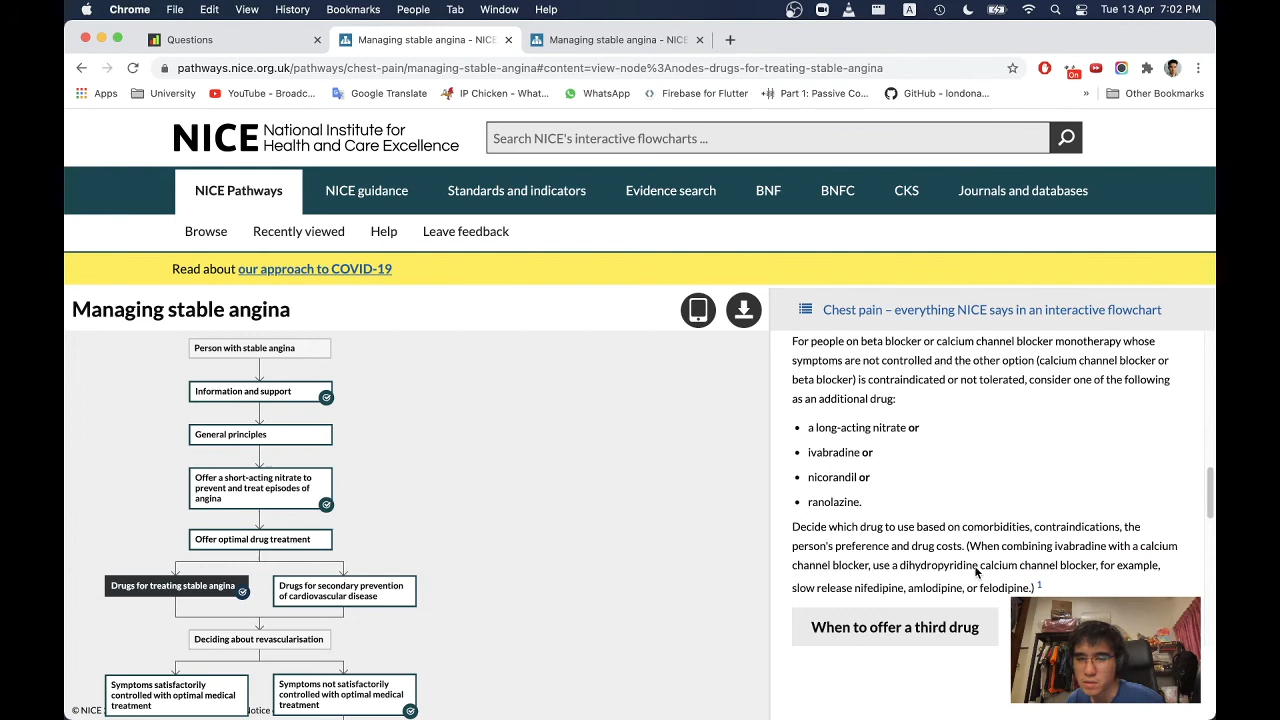 Chrome File Edit View History Bookmarks People Tab Window Help
A
Tue 13 Apr 7:02 PM
Questions
Managing stable angina - NICE
Managing stable angina - NICE
pathways.nice.org.uk/pathways/chest-pain/managing-stable-angina#content=view-node%3Anodes-drugs-for-treating-stable-angina
On
Apps
University
YouTube - Broadc...
Google Translate
IP Chicken - What...
WhatsApp
Firebase for Flutter
Part 1: Passive Co...
GitHub - londona...
»
Other Bookmarks
NICE National Institute for
Health and Care Excellence
Search NICE's interactive flowcharts ...
NICE Pathways NICE guidance Standards and indicators Evidence search BNF BNFC CKS Journals and databases
Browse Recently viewed Help Leave feedback
Read about our approach to COVID-19
Managing stable angina
Person with stable angina
Information and support
General principles
Offer a short-acting nitrate to
prevent and treat episodes of
angina
Offer optimal drug treatment
Drugs for treating stable angina
Drugs for secondary prevention
of cardiovascular disease
Deciding about revascularisation
Symptoms satisfactorily
controlled with optimal medical
treatment
Symptoms not satisfactorily
controlled with optimal medical
treatment
© NICE
Notice o
Chest pain – everything NICE says in an interactive flowchart
For people on beta blocker or calcium channel blocker monotherapy whose
symptoms are not controlled and the other option (calcium channel blocker or
beta blocker) is contraindicated or not tolerated, consider one of the following
as an additional drug:
• a long-acting nitrate or
• ivabradine or
• nicorandil or
• ranolazine.
Decide which drug to use based on comorbidities, contraindications, the
person's preference and drug costs. (When combining ivabradine with a calcium
channel blocker, use a dihydropyridine calcium channel blocker, for example,
slow release nifedipine, amlodipine, or felodipine.) 1
When to offer a third drug